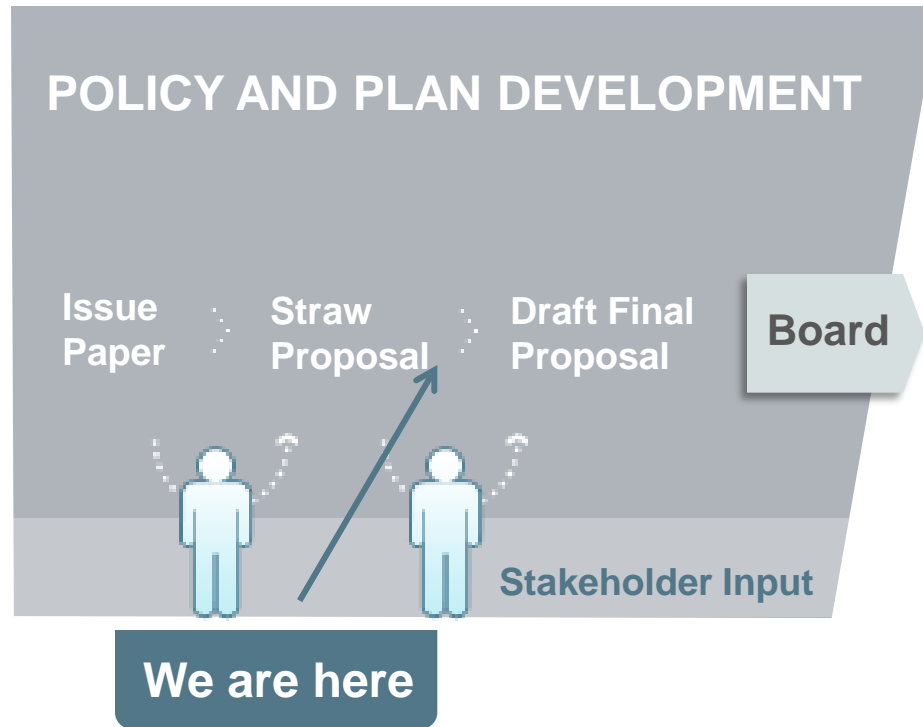 POLICY AND PLAN DEVELOPMENT
Issue
Paper
Straw
Proposal
Draft Final
Proposal
Board
Stakeholder Input
We are here